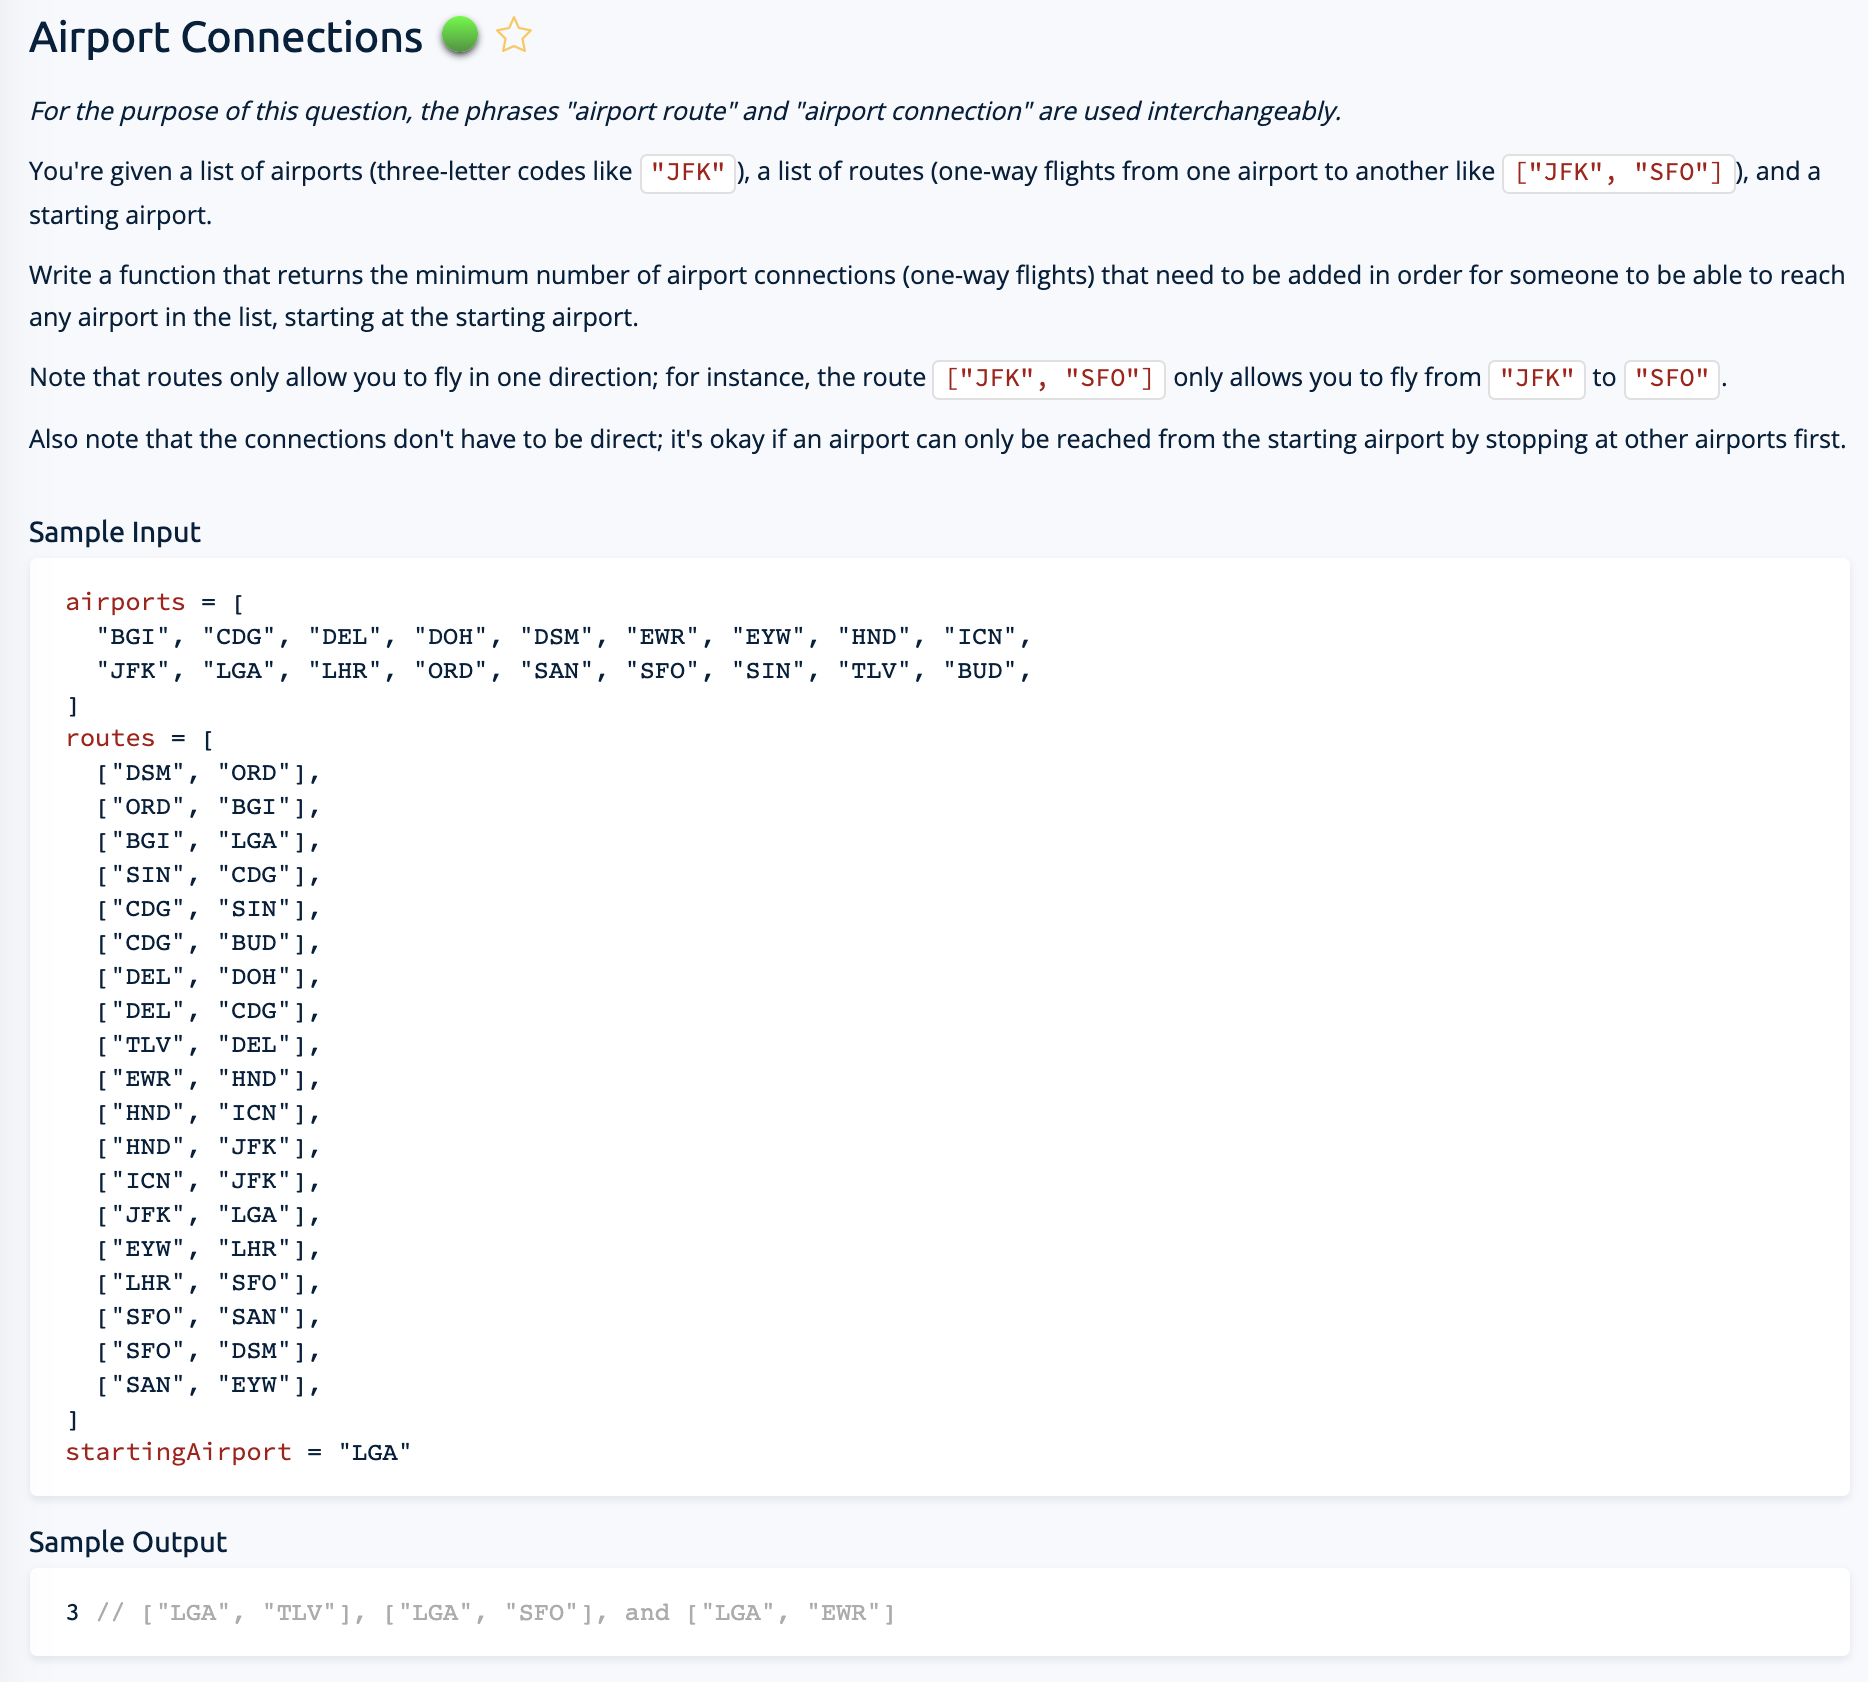 Airport Connections
For the purpose of this question, the phrases "airport route" and "airport connection" are used interchangeably.
You're given a list of airports (three-letter codes like "JFK"), a list of routes (one-way flights from one airport to another like ["JFK", "SFO"]), and a
starting airport.
Write a function that returns the minimum number of airport connections (one-way flights) that need to be added in order for someone to be able to reach
any airport in the list, starting at the starting airport.
Note that routes only allow you to fly in one direction; for instance, the route ["JFK", "SFO"] only allows you to fly from "JFK" to "SFO".
Also note that the connections don't have to be direct; it's okay if an airport can only be reached from the starting airport by stopping at other airports first.
Sample Input
airports = [
  "BGI", "CDG", "DEL", "DOH", "DSM", "EWR", "EYW", "HND", "ICN",
  "JFK", "LGA", "LHR", "ORD", "SAN", "SFO", "SIN", "TLV", "BUD",
]
routes = [
  ["DSM", "ORD"],
  ["ORD", "BGI"],
  ["BGI", "LGA"],
  ["SIN", "CDG"],
  ["CDG", "SIN"],
  ["CDG", "BUD"],
  ["DEL", "DOH"],
  ["DEL", "CDG"],
  ["TLV", "DEL"],
  ["EWR", "HND"],
  ["HND", "ICN"],
  ["HND", "JFK"],
  ["ICN", "JFK"],
  ["JFK", "LGA"],
  ["EYW", "LHR"],
  ["LHR", "SFO"],
  ["SFO", "SAN"],
  ["SFO", "DSM"],
  ["SAN", "EYW"],
]
startingAirport = "LGA"
Sample Output
3 // ["LGA", "TLV"], ["LGA", "SFO"], and ["LGA", "EWR"]